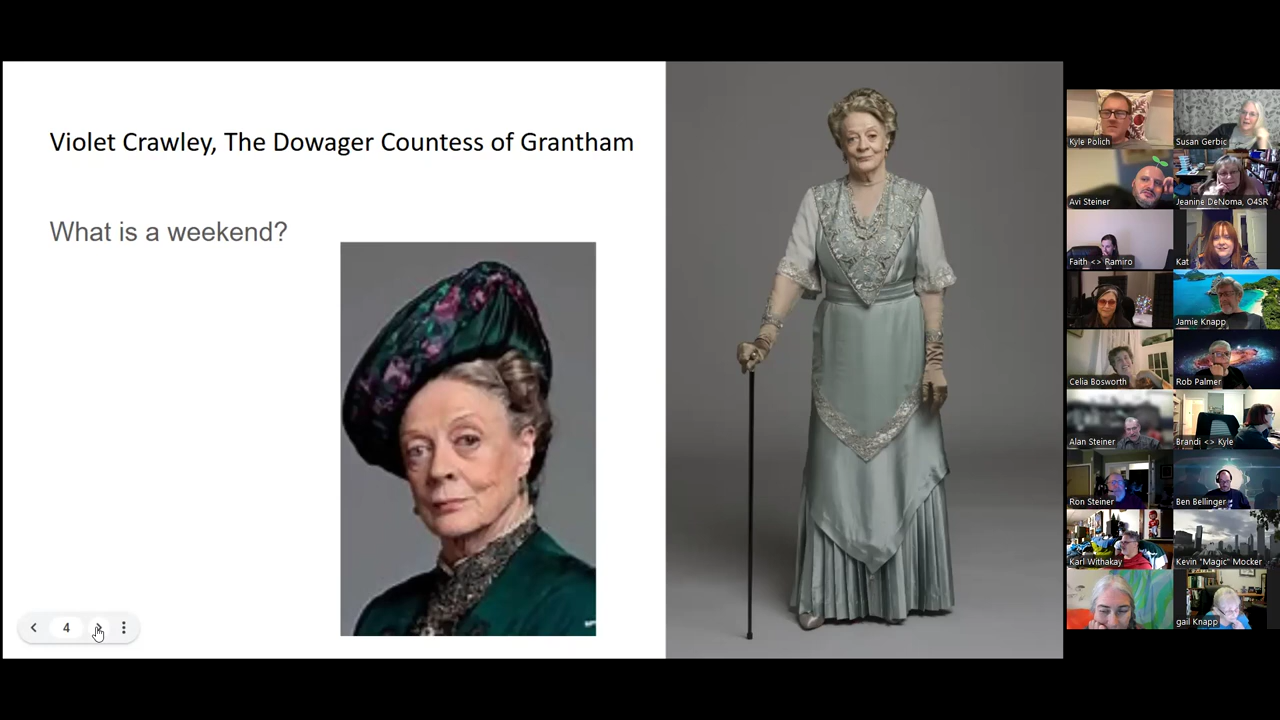 Violet Crawley, The Dowager Countess of Grantham
What is a weekend?
4
Kyle Polich
Susan Gerbic
Avi Steiner
Jeanine DeNoma, O4SR
Faith <> Ramiro
Kat
Jamie Knapp
Celia Bosworth
Rob Palmer
Alan Steiner
Brandi <> Kyle
Ron Steiner
Ben Bellinger
Karl Withakay
Kevin "Magic" Mocker
gail Knapp